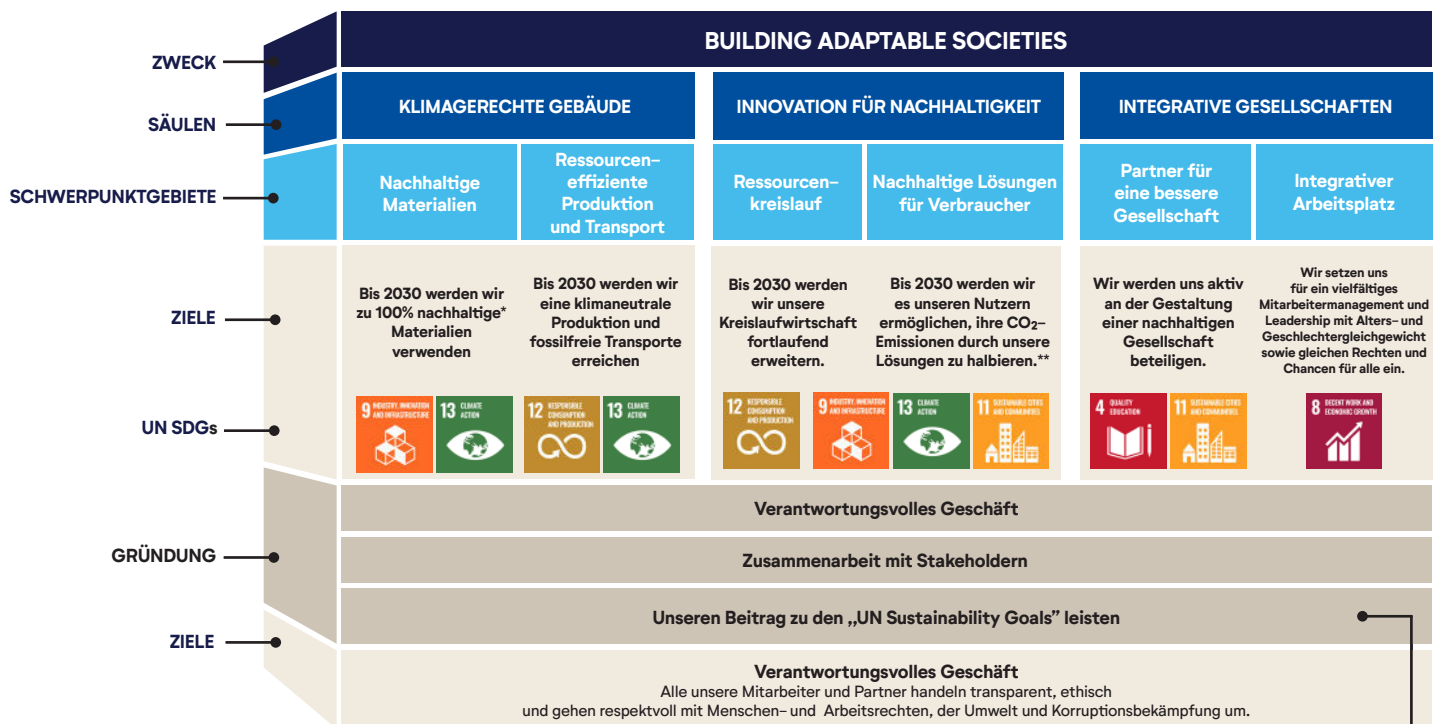 BUILDING ADAPTABLE SOCIETIES
ZWECK
KLIMAGERECHTE GEBÄUDE
INNOVATION FÜR NACHHALTIGKEIT
INTEGRATIVE GESELLSCHAFTEN
SÄULEN
SCHWERPUNKTGEBIETE
Nachhaltige
Materialien
Ressourcen–
effiziente
Produktion
und Transport
Ressourcen–
kreislauf
Nachhaltige Lösungen
für Verbraucher
Partner für
eine bessere
Gesellschaft
Integrativer
Arbeitsplatz
ZIELE
Bis 2030 werden wir
zu 100% nachhaltige*
Materialien
verwenden
Bis 2030 werden wir
eine klimaneutrale
Produktion und
fossilfreie Transporte
erreichen
Bis 2030 werden
wir unsere
Kreislaufwirtschaft
fortlaufend
erweitern.
Bis 2030 werden wir
es unseren Nutzern
ermöglichen, ihre CO₂–
Emissionen durch unsere
Lösungen zu halbieren.**
Wir werden uns aktiv
an der Gestaltung
einer nachhaltigen
Gesellschaft
beteiligen.
Wir setzen uns
für ein vielfältiges
Mitarbeitermanagement und
Leadership mit Alters– und
Geschlechtergleichgewicht
sowie gleichen Rechten und
Chancen für alle ein.
UN SDGs
9 INDUSTRY, INNOVATION
AND INFRASTRUCTURE
13 CLIMATE
ACTION
12 RESPONSIBLE
CONSUMPTION
AND PRODUCTION
13 CLIMATE
ACTION
12 RESPONSIBLE
CONSUMPTION
AND PRODUCTION
9 INDUSTRY, INNOVATION
AND INFRASTRUCTURE
13 CLIMATE
ACTION
11 SUSTAINABLE CITIES
AND COMMUNITIES
4 QUALITY
EDUCATION
11 SUSTAINABLE CITIES
AND COMMUNITIES
8 DECENT WORK AND
ECONOMIC GROWTH
Verantwortungsvolles Geschäft
GRÜNDUNG
Zusammenarbeit mit Stakeholdern
Unseren Beitrag zu den „UN Sustainability Goals” leisten
ZIELE
Verantwortungsvolles Geschäft
Alle unsere Mitarbeiter und Partner handeln transparent, ethisch
und gehen respektvoll mit Menschen– und Arbeitsrechten, der Umwelt und Korruptionsbekämpfung um.